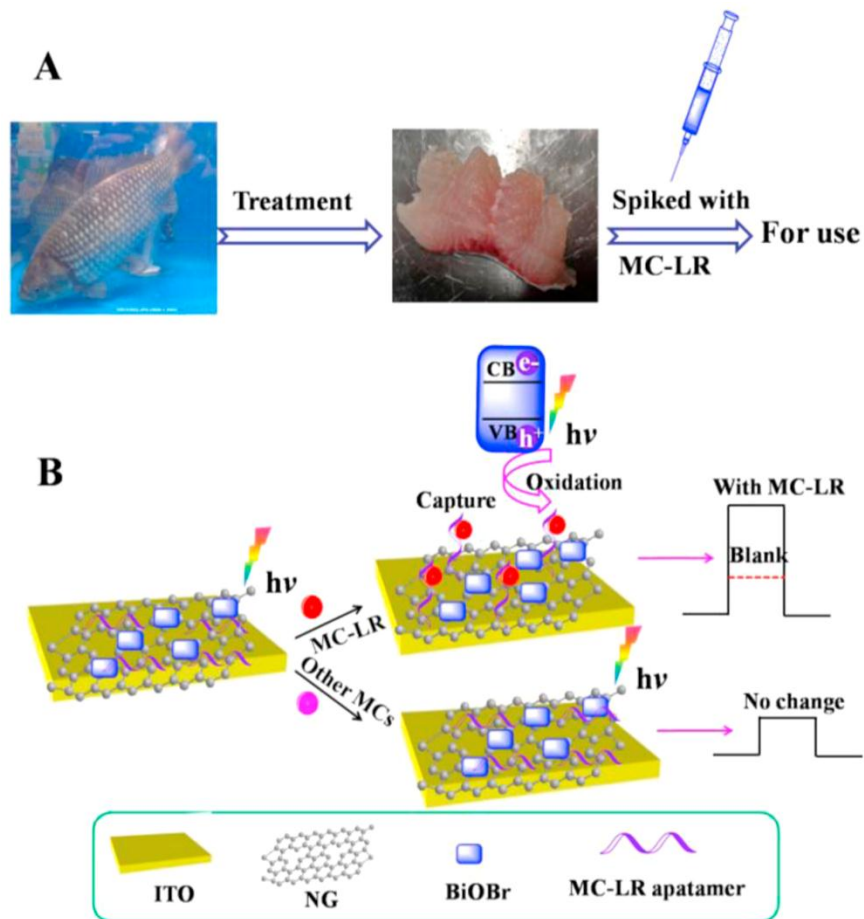 A
Treatment
Spiked with
MC-LR
For use
B
CB e-
VB h+
hν
Oxidation
Capture
With MC-LR
Blank
hν
MC-LR
Other MCs
hν
No change
ITO
NG
BiOBr
MC-LR apatamer